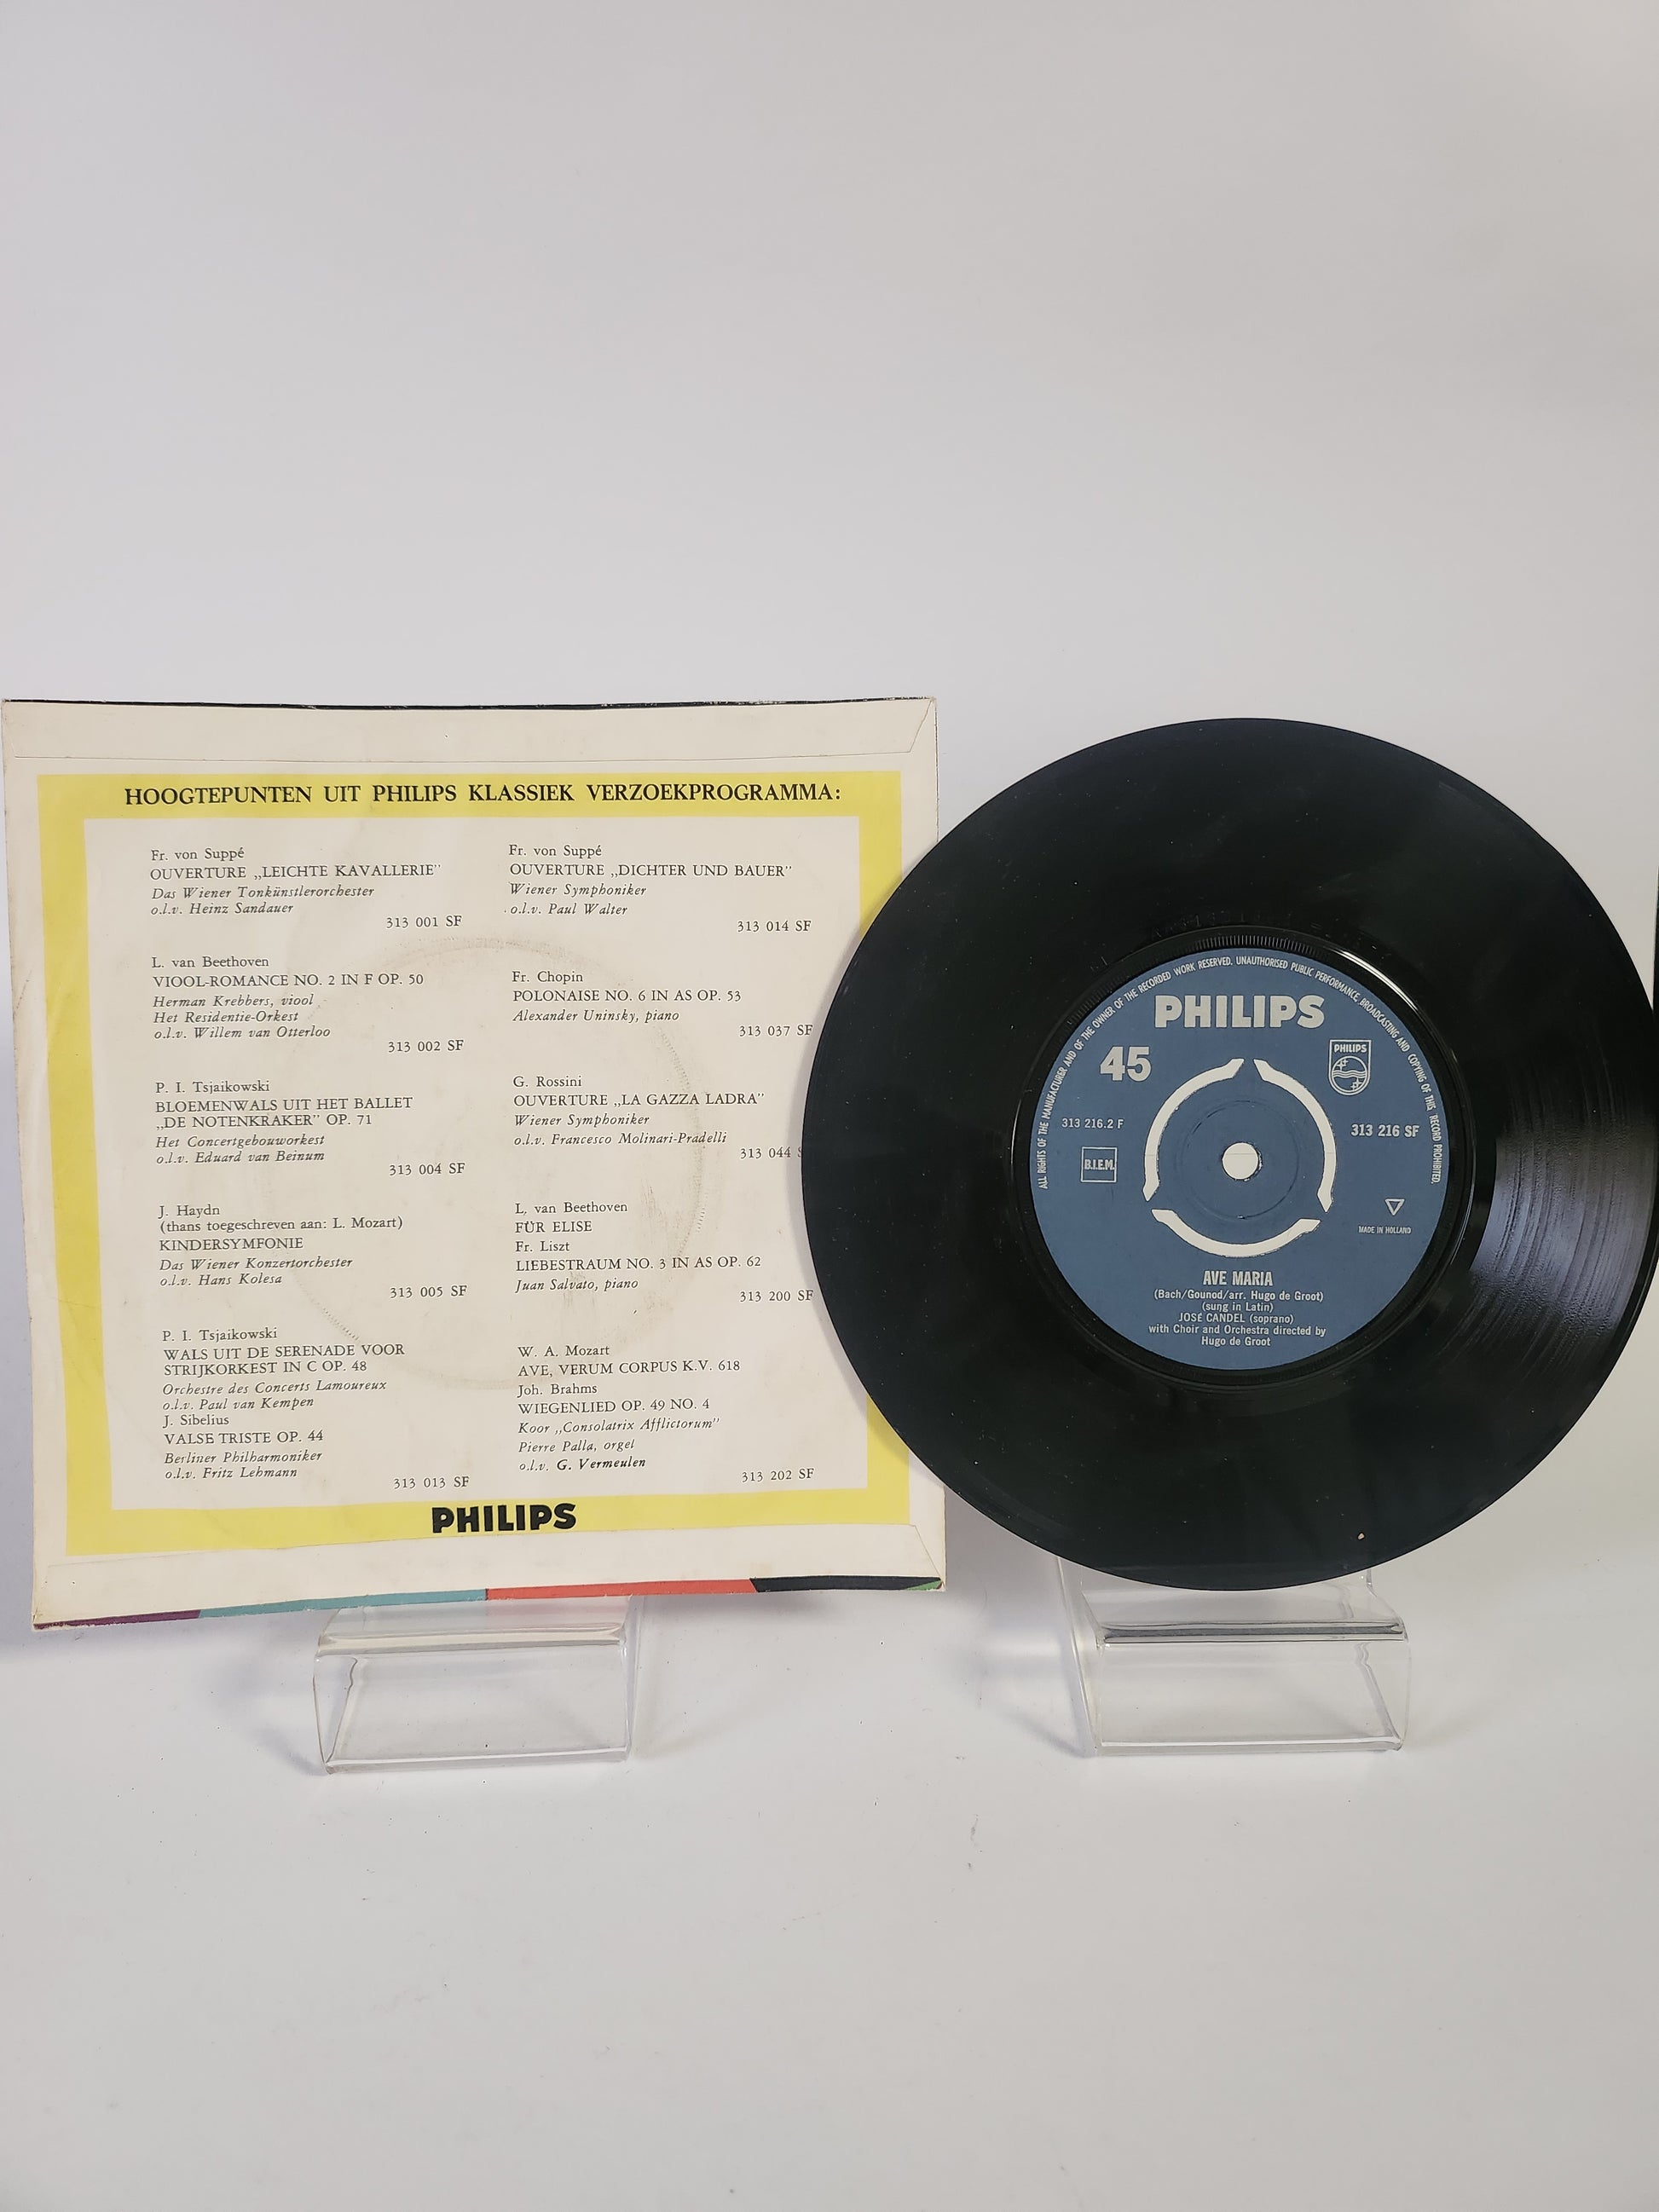 HOOGTEPUNTEN UIT PHILIPS KLASSIEK VERZOEKPROGRAMMA:
Fr. von Suppé
OUVERTURE „LEICHTE KAVALLERIE”
Das Wiener Tonkünstlerorchester
o.l.v. Heinz Sandauer
313 001 SF
L. van Beethoven
VIOOL-ROMANCE NO. 2 IN F OP. 50
Herman Krebbers, viool
Het Residentie-Orkest
o.l.v. Willem van Otterloo
313 002 SF
P. I. Tsjaikowski
BLOEMENWALS UIT HET BALLET
„DE NOTENKRAKER” OP. 71
Het Concertgebouworkest
o.l.v. Eduard van Beinum
313 004 SF
J. Haydn
(thans toegeschreven aan: L. Mozart)
KINDERSYMFONIE
Das Wiener Konzertorchester
o.l.v. Hans Kolesa
313 005 SF
P. I. Tsjaikowski
WALS UIT DE SERENADE VOOR
STRIJKORKEST IN C OP. 48
Orchestre des Concerts Lamoureux
o.l.v. Paul van Kempen
J. Sibelius
VALSE TRISTE OP. 44
Berliner Philharmoniker
o.l.v. Fritz Lehmann
313 013 SF
Fr. von Suppé
OUVERTURE „DICHTER UND BAUER”
Wiener Symphoniker
o.l.v. Paul Walter
313 014 SF
Fr. Chopin
POLONAISE NO. 6 IN AS OP. 53
Alexander Uninsky, piano
313 037 SF
G. Rossini
OUVERTURE „LA GAZZA LADRA”
Wiener Symphoniker
o.l.v. Francesco Molinari-Pradelli
313 044 S
L. van Beethoven
FÜR ELISE
Fr. Liszt
LIEBESTRAUM NO. 3 IN AS OP. 62
Juan Salvato, piano
313 200 SF
W. A. Mozart
AVE, VERUM CORPUS K.V. 618
Joh. Brahms
WIEGENLIED OP. 49 NO. 4
Koor „Consolatrix Afflictorum”
Pierre Palla, orgel
o.l.v. G. Vermeulen
313 202 SF
PHILIPS
ALL RIGHTS OF THE MANUFACTURER AND OF THE OWNER OF THE RECORDED WORK RESERVED. UNAUTHORISED PUBLIC PERFORMANCE, BROADCASTING AND COPYING OF THIS RECORD PROHIBITED.
PHILIPS
45
PHILIPS
313 216.2 F
313 216 SF
B.I.E.M.
MADE IN HOLLAND
AVE MARIA
(Bach/Gounod/arr. Hugo de Groot)
(sung in Latin)
JOSÉ CANDEL (soprano)
with Choir and Orchestra directed by
Hugo de Groot